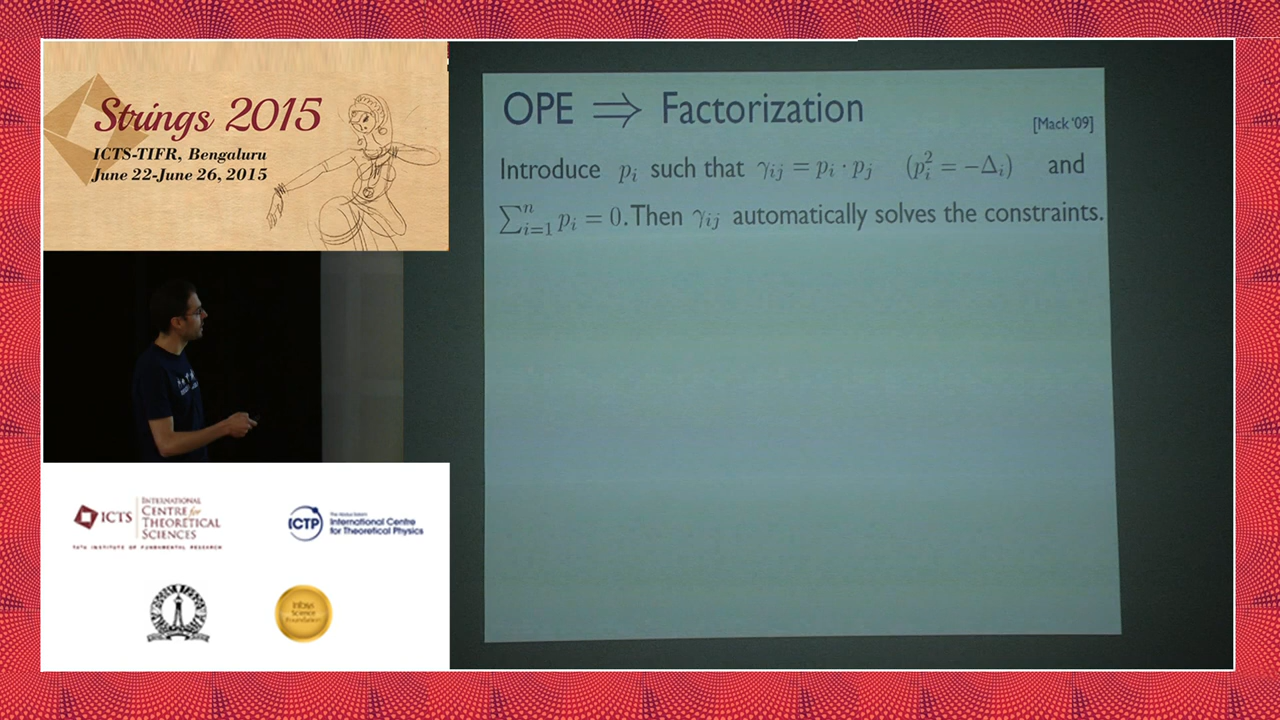 Strings 2015
ICTS-TIFR, Bengaluru
June 22-June 26, 2015
OPE ⟹ Factorization
[Mack '09]
Introduce p_i such that γ_ij = p_i · p_j (p_i^2 = −Δ_i) and
∑_{i=1}^n p_i = 0. Then γ_ij automatically solves the constraints.
ICTS
INTERNATIONAL
CENTRE for
THEORETICAL
SCIENCES
TATA INSTITUTE OF FUNDAMENTAL RESEARCH
ICTP
The Abdus Salam
International Centre
for Theoretical Physics
Infosys
Science
Foundation